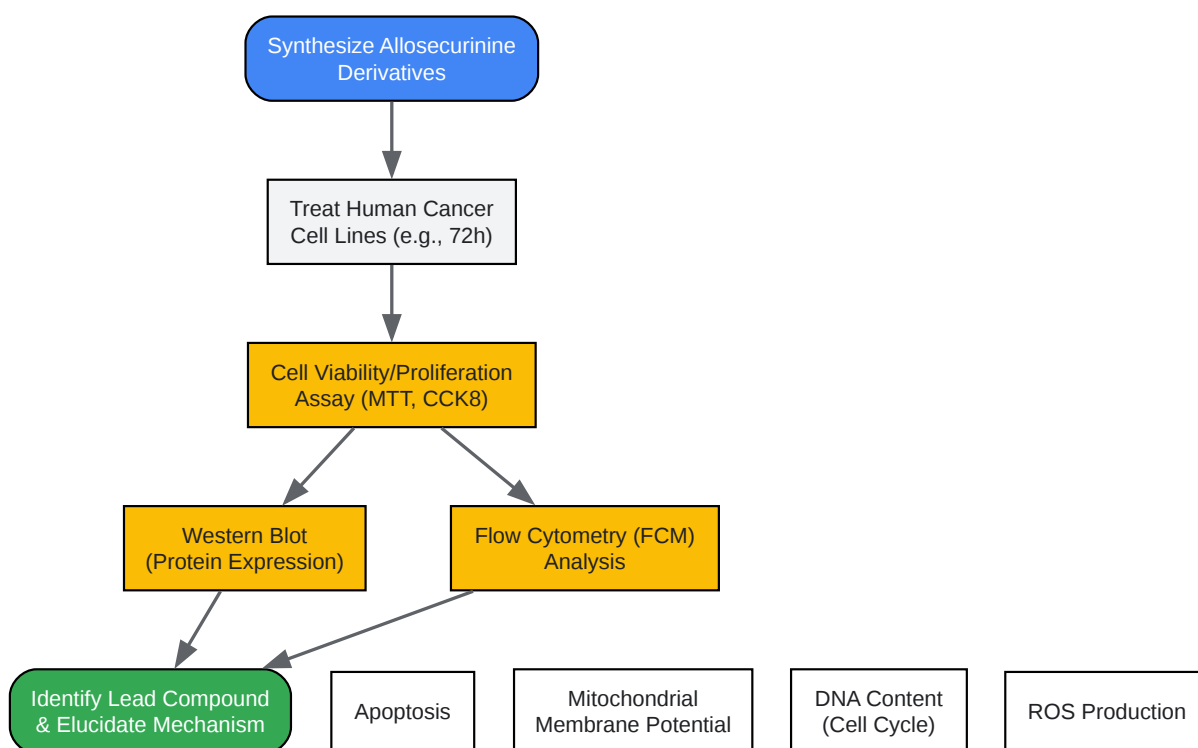 Synthesize Allosecurinine
Derivatives
Treat Human Cancer
Cell Lines (e.g., 72h)
Cell Viability/Proliferation
Assay (MTT, CCK8)
Western Blot
(Protein Expression)
Flow Cytometry (FCM)
Analysis
Identify Lead Compound
& Elucidate Mechanism
Apoptosis
Mitochondrial
Membrane Potential
DNA Content
(Cell Cycle)
ROS Production